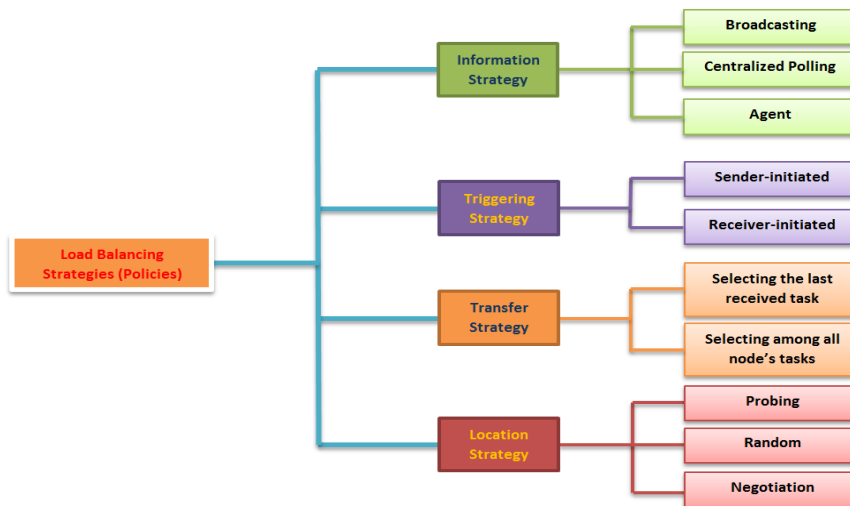 Load Balancing
Strategies (Policies)
Information
Strategy
Broadcasting
Centralized Polling
Agent
Triggering
Strategy
Sender-initiated
Receiver-initiated
Transfer
Strategy
Selecting the last
received task
Selecting among all
node’s tasks
Location
Strategy
Probing
Random
Negotiation